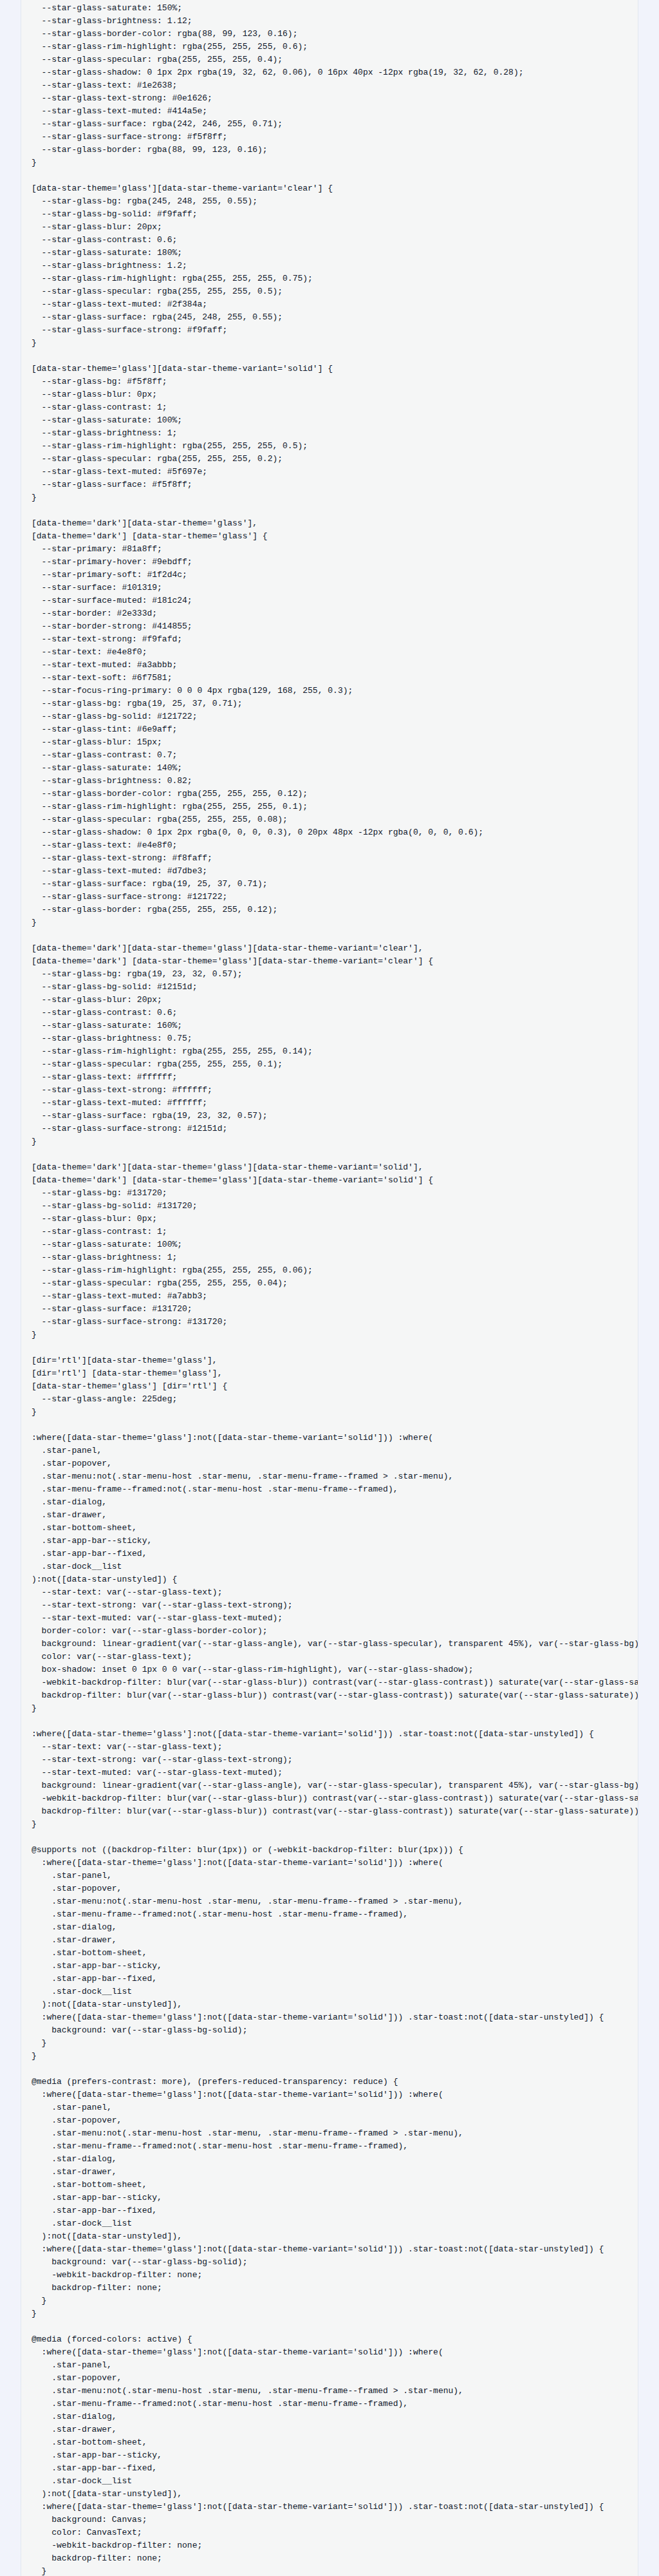 --star-glass-saturate: 150%;
--star-glass-brightness: 1.12;
--star-glass-border-color: rgba(88, 99, 123, 0.16);
--star-glass-rim-highlight: rgba(255, 255, 255, 0.6);
--star-glass-specular: rgba(255, 255, 255, 0.4);
--star-glass-shadow: 0 1px 2px rgba(19, 32, 62, 0.06), 0 16px 40px -12px rgba(19, 32, 62, 0.28);
--star-glass-text: #1e2638;
--star-glass-text-strong: #0e1626;
--star-glass-text-muted: #414a5e;
--star-glass-surface: rgba(242, 246, 255, 0.71);
--star-glass-surface-strong: #f5f8ff;
--star-glass-border: rgba(88, 99, 123, 0.16);
}

[data-star-theme='glass'][data-star-theme-variant='clear'] {
--star-glass-bg: rgba(245, 248, 255, 0.55);
--star-glass-bg-solid: #f9faff;
--star-glass-blur: 20px;
--star-glass-contrast: 0.6;
--star-glass-saturate: 180%;
--star-glass-brightness: 1.2;
--star-glass-rim-highlight: rgba(255, 255, 255, 0.75);
--star-glass-specular: rgba(255, 255, 255, 0.5);
--star-glass-text-muted: #2f384a;
--star-glass-surface: rgba(245, 248, 255, 0.55);
--star-glass-surface-strong: #f9faff;
}

[data-star-theme='glass'][data-star-theme-variant='solid'] {
--star-glass-bg: #f5f8ff;
--star-glass-blur: 0px;
--star-glass-contrast: 1;
--star-glass-saturate: 100%;
--star-glass-brightness: 1;
--star-glass-rim-highlight: rgba(255, 255, 255, 0.5);
--star-glass-specular: rgba(255, 255, 255, 0.2);
--star-glass-text-muted: #5f697e;
--star-glass-surface: #f5f8ff;
}

[data-theme='dark'][data-star-theme='glass'],
[data-theme='dark'] [data-star-theme='glass'] {
--star-primary: #81a8ff;
--star-primary-hover: #9ebdff;
--star-primary-soft: #1f2d4c;
--star-surface: #101319;
--star-surface-muted: #181c24;
--star-border: #2e333d;
--star-border-strong: #414855;
--star-text-strong: #f9fafd;
--star-text: #e4e8f0;
--star-text-muted: #a3abbb;
--star-text-soft: #6f7581;
--star-focus-ring-primary: 0 0 0 4px rgba(129, 168, 255, 0.3);
--star-glass-bg: rgba(19, 25, 37, 0.71);
--star-glass-bg-solid: #121722;
--star-glass-tint: #6e9aff;
--star-glass-blur: 15px;
--star-glass-contrast: 0.7;
--star-glass-saturate: 140%;
--star-glass-brightness: 0.82;
--star-glass-border-color: rgba(255, 255, 255, 0.12);
--star-glass-rim-highlight: rgba(255, 255, 255, 0.1);
--star-glass-specular: rgba(255, 255, 255, 0.08);
--star-glass-shadow: 0 1px 2px rgba(0, 0, 0, 0.3), 0 20px 48px -12px rgba(0, 0, 0, 0.6);
--star-glass-text: #e4e8f0;
--star-glass-text-strong: #f8faff;
--star-glass-text-muted: #d7dbe3;
--star-glass-surface: rgba(19, 25, 37, 0.71);
--star-glass-surface-strong: #121722;
--star-glass-border: rgba(255, 255, 255, 0.12);
}

[data-theme='dark'][data-star-theme='glass'][data-star-theme-variant='clear'],
[data-theme='dark'] [data-star-theme='glass'][data-star-theme-variant='clear'] {
--star-glass-bg: rgba(19, 23, 32, 0.57);
--star-glass-bg-solid: #12151d;
--star-glass-blur: 20px;
--star-glass-contrast: 0.6;
--star-glass-saturate: 160%;
--star-glass-brightness: 0.75;
--star-glass-rim-highlight: rgba(255, 255, 255, 0.14);
--star-glass-specular: rgba(255, 255, 255, 0.1);
--star-glass-text: #ffffff;
--star-glass-text-strong: #ffffff;
--star-glass-text-muted: #ffffff;
--star-glass-surface: rgba(19, 23, 32, 0.57);
--star-glass-surface-strong: #12151d;
}

[data-theme='dark'][data-star-theme='glass'][data-star-theme-variant='solid'],
[data-theme='dark'] [data-star-theme='glass'][data-star-theme-variant='solid'] {
--star-glass-bg: #131720;
--star-glass-bg-solid: #131720;
--star-glass-blur: 0px;
--star-glass-contrast: 1;
--star-glass-saturate: 100%;
--star-glass-brightness: 1;
--star-glass-rim-highlight: rgba(255, 255, 255, 0.06);
--star-glass-specular: rgba(255, 255, 255, 0.04);
--star-glass-text-muted: #a7abb3;
--star-glass-surface: #131720;
--star-glass-surface-strong: #131720;
}

[dir='rtl'][data-star-theme='glass'],
[dir='rtl'] [data-star-theme='glass'],
[data-star-theme='glass'] [dir='rtl'] {
--star-glass-angle: 225deg;
}

:where([data-star-theme='glass']:not([data-star-theme-variant='solid'])) :where(
.star-panel,
.star-popover,
.star-menu:not(.star-menu-host .star-menu, .star-menu-frame--framed > .star-menu),
.star-menu-frame--framed:not(.star-menu-host .star-menu-frame--framed),
.star-dialog,
.star-drawer,
.star-bottom-sheet,
.star-app-bar--sticky,
.star-app-bar--fixed,
.star-dock__list
):not([data-star-unstyled]) {
--star-text: var(--star-glass-text);
--star-text-strong: var(--star-glass-text-strong);
--star-text-muted: var(--star-glass-text-muted);
border-color: var(--star-glass-border-color);
background: linear-gradient(var(--star-glass-angle), var(--star-glass-specular), transparent 45%), var(--star-glass-bg)
color: var(--star-glass-text);
box-shadow: inset 0 1px 0 0 var(--star-glass-rim-highlight), var(--star-glass-shadow);
-webkit-backdrop-filter: blur(var(--star-glass-blur)) contrast(var(--star-glass-contrast)) saturate(var(--star-glass-sa
backdrop-filter: blur(var(--star-glass-blur)) contrast(var(--star-glass-contrast)) saturate(var(--star-glass-saturate))
}

:where([data-star-theme='glass']:not([data-star-theme-variant='solid'])) .star-toast:not([data-star-unstyled]) {
--star-text: var(--star-glass-text);
--star-text-strong: var(--star-glass-text-strong);
--star-text-muted: var(--star-glass-text-muted);
background: linear-gradient(var(--star-glass-angle), var(--star-glass-specular), transparent 45%), var(--star-glass-bg)
-webkit-backdrop-filter: blur(var(--star-glass-blur)) contrast(var(--star-glass-contrast)) saturate(var(--star-glass-sa
backdrop-filter: blur(var(--star-glass-blur)) contrast(var(--star-glass-contrast)) saturate(var(--star-glass-saturate))
}

@supports not ((backdrop-filter: blur(1px)) or (-webkit-backdrop-filter: blur(1px))) {
:where([data-star-theme='glass']:not([data-star-theme-variant='solid'])) :where(
.star-panel,
.star-popover,
.star-menu:not(.star-menu-host .star-menu, .star-menu-frame--framed > .star-menu),
.star-menu-frame--framed:not(.star-menu-host .star-menu-frame--framed),
.star-dialog,
.star-drawer,
.star-bottom-sheet,
.star-app-bar--sticky,
.star-app-bar--fixed,
.star-dock__list
):not([data-star-unstyled]),
:where([data-star-theme='glass']:not([data-star-theme-variant='solid'])) .star-toast:not([data-star-unstyled]) {
background: var(--star-glass-bg-solid);
}
}

@media (prefers-contrast: more), (prefers-reduced-transparency: reduce) {
:where([data-star-theme='glass']:not([data-star-theme-variant='solid'])) :where(
.star-panel,
.star-popover,
.star-menu:not(.star-menu-host .star-menu, .star-menu-frame--framed > .star-menu),
.star-menu-frame--framed:not(.star-menu-host .star-menu-frame--framed),
.star-dialog,
.star-drawer,
.star-bottom-sheet,
.star-app-bar--sticky,
.star-app-bar--fixed,
.star-dock__list
):not([data-star-unstyled]),
:where([data-star-theme='glass']:not([data-star-theme-variant='solid'])) .star-toast:not([data-star-unstyled]) {
background: var(--star-glass-bg-solid);
-webkit-backdrop-filter: none;
backdrop-filter: none;
}
}

@media (forced-colors: active) {
:where([data-star-theme='glass']:not([data-star-theme-variant='solid'])) :where(
.star-panel,
.star-popover,
.star-menu:not(.star-menu-host .star-menu, .star-menu-frame--framed > .star-menu),
.star-menu-frame--framed:not(.star-menu-host .star-menu-frame--framed),
.star-dialog,
.star-drawer,
.star-bottom-sheet,
.star-app-bar--sticky,
.star-app-bar--fixed,
.star-dock__list
):not([data-star-unstyled]),
:where([data-star-theme='glass']:not([data-star-theme-variant='solid'])) .star-toast:not([data-star-unstyled]) {
background: Canvas;
color: CanvasText;
-webkit-backdrop-filter: none;
backdrop-filter: none;
}